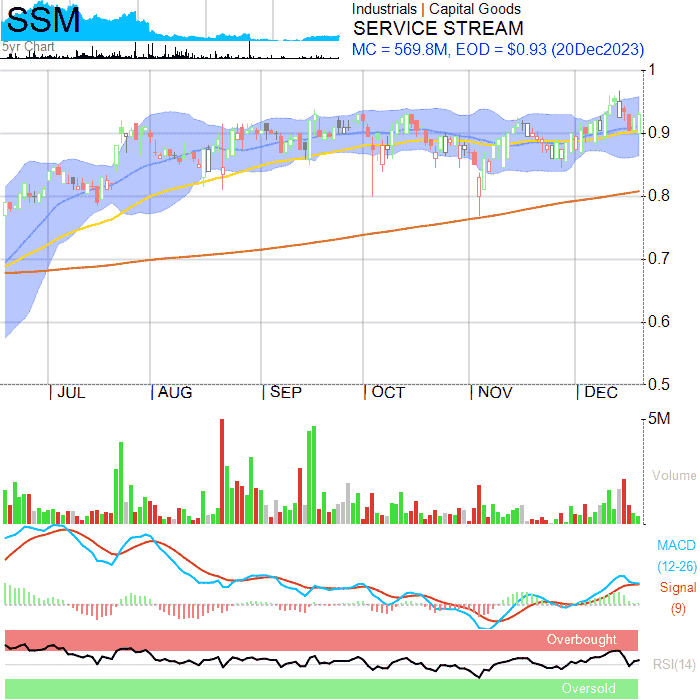 SSM
5yr Chart
Industrials | Capital Goods
SERVICE STREAM
MC = 569.8M, EOD = $0.93 (20Dec2023)
1
0.9
0.8
0.7
0.6
0.5
JUL AUG SEP OCT NOV DEC
5M
Volume
MACD
(12-26)
Signal
(9)
Overbought
RSI(14)
Oversold